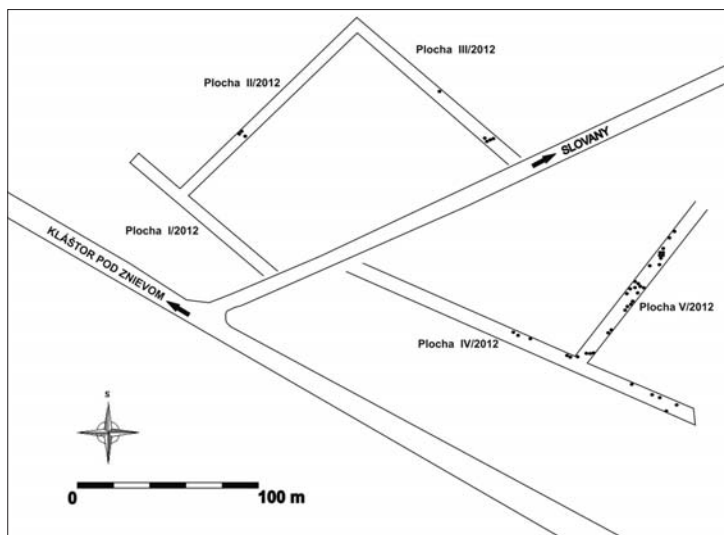 Plocha III/2012
Plocha II/2012
SLOVANY
Plocha I/2012
KLÁŠTOR POD ZNIEVOM
Plocha V/2012
Plocha IV/2012
S
0
100 m